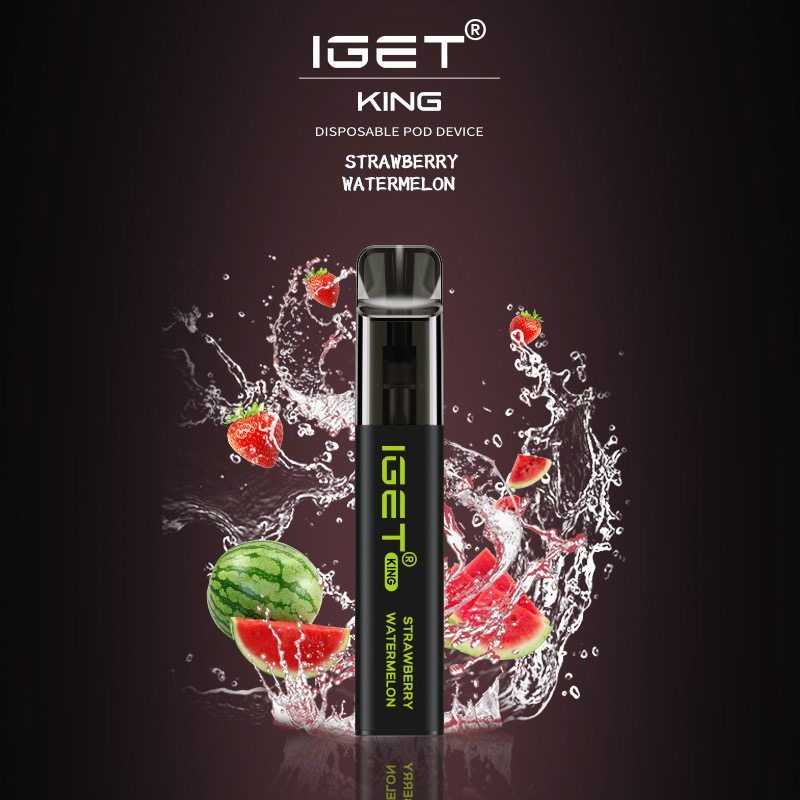 IGET®
KING
DISPOSABLE POD DEVICE
STRAWBERRY
WATERMELON
IGET®
KING
STRAWBERRY
WATERMELON